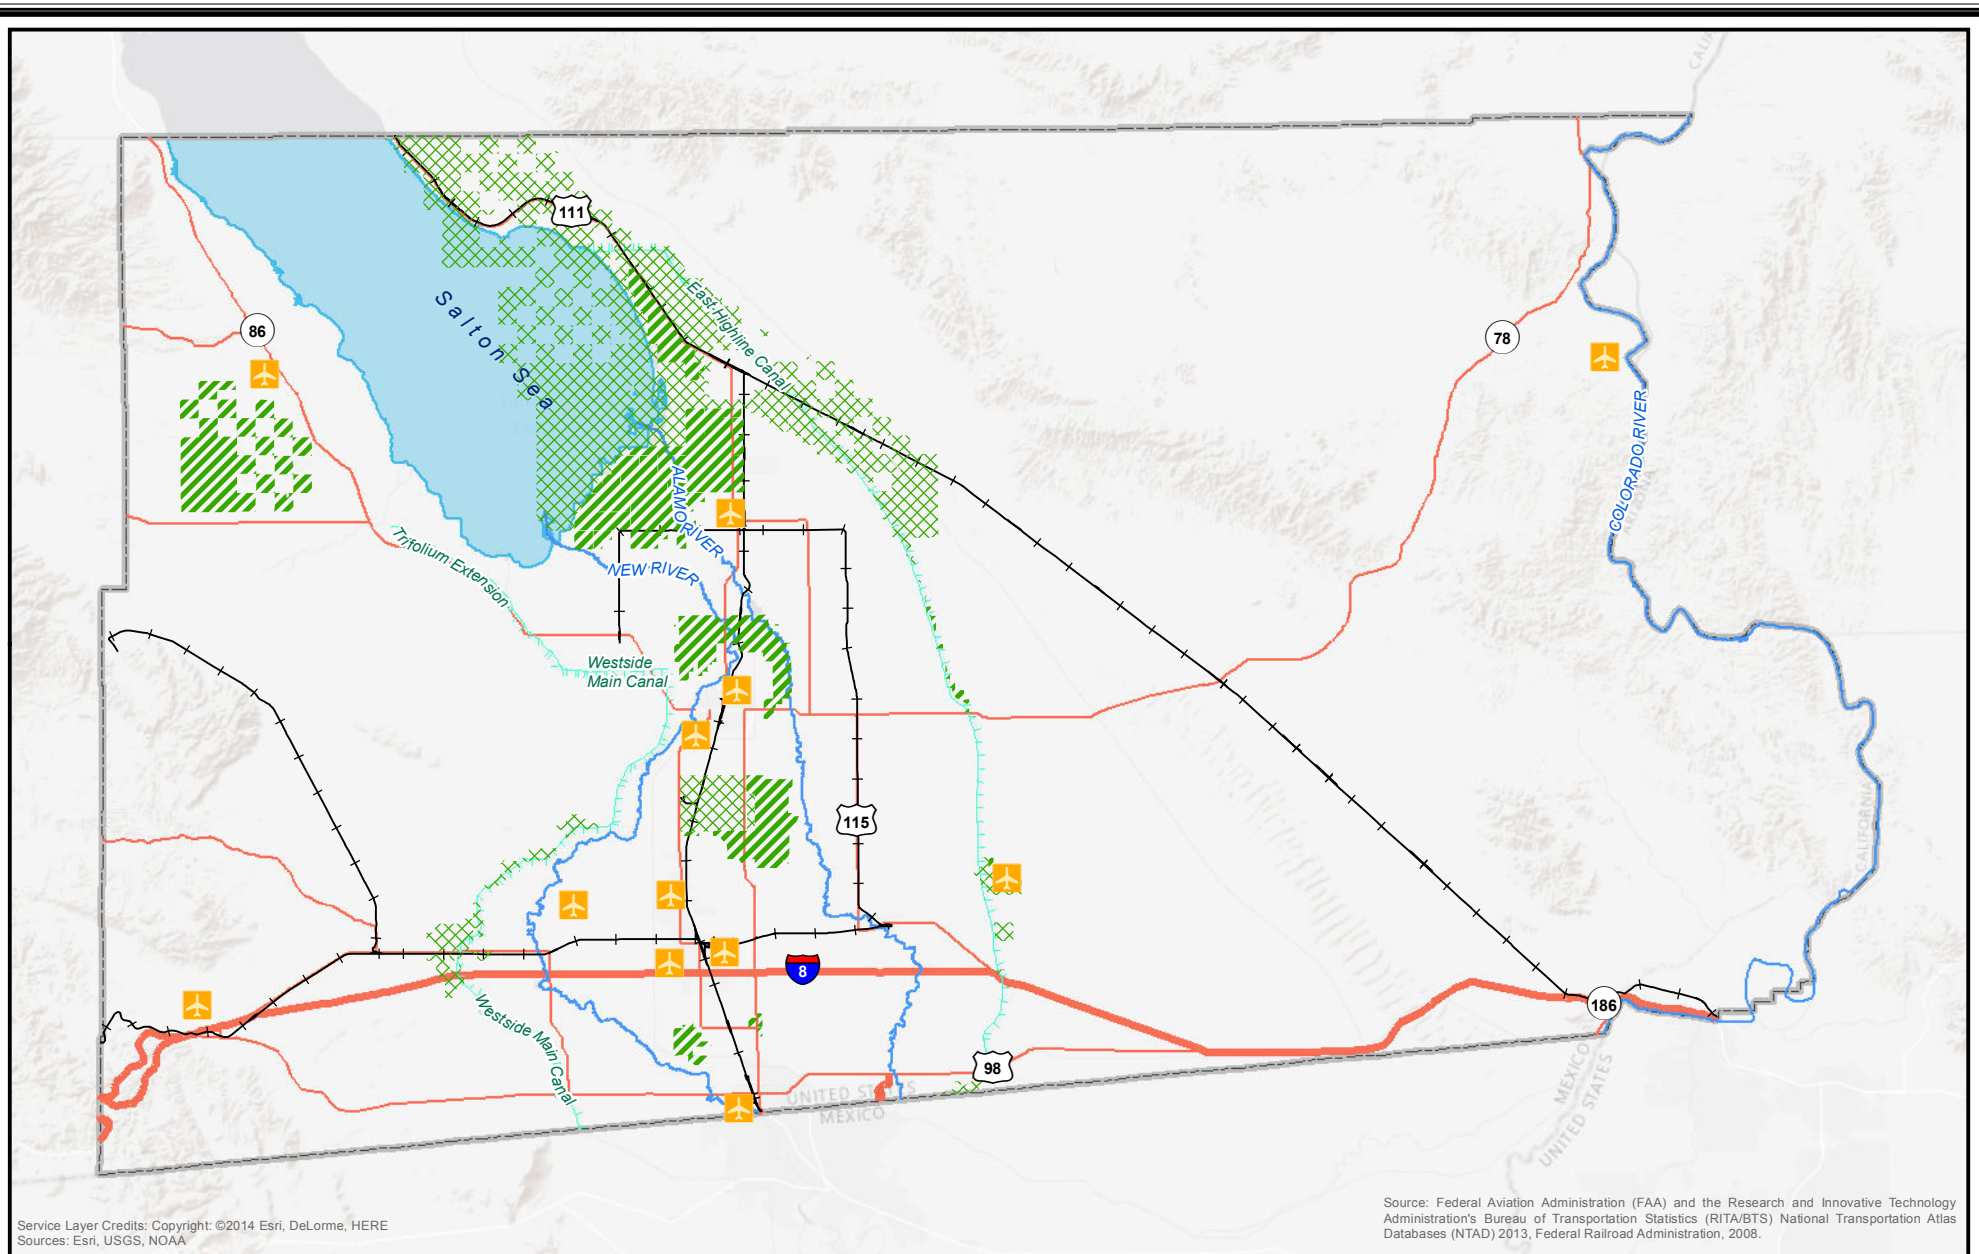 CALI
111
Salton Sea
East Highline Canal
86
78
COLORADO RIVER
ALAMO RIVER
Trifolium Extension
NEW RIVER
Westside
Main Canal
115
CALIFORNIA
8
Westside Main Canal
186
98
UNITED STATES
MEXICO
MEXICO
UNITED STATES
Service Layer Credits: Copyright: ©2014 Esri, DeLorme, HERE
Sources: Esri, USGS, NOAA
Source: Federal Aviation Administration (FAA) and the Research and Innovative Technology
Administration's Bureau of Transportation Statistics (RITA/BTS) National Transportation Atlas
Databases (NTAD) 2013, Federal Railroad Administration, 2008.